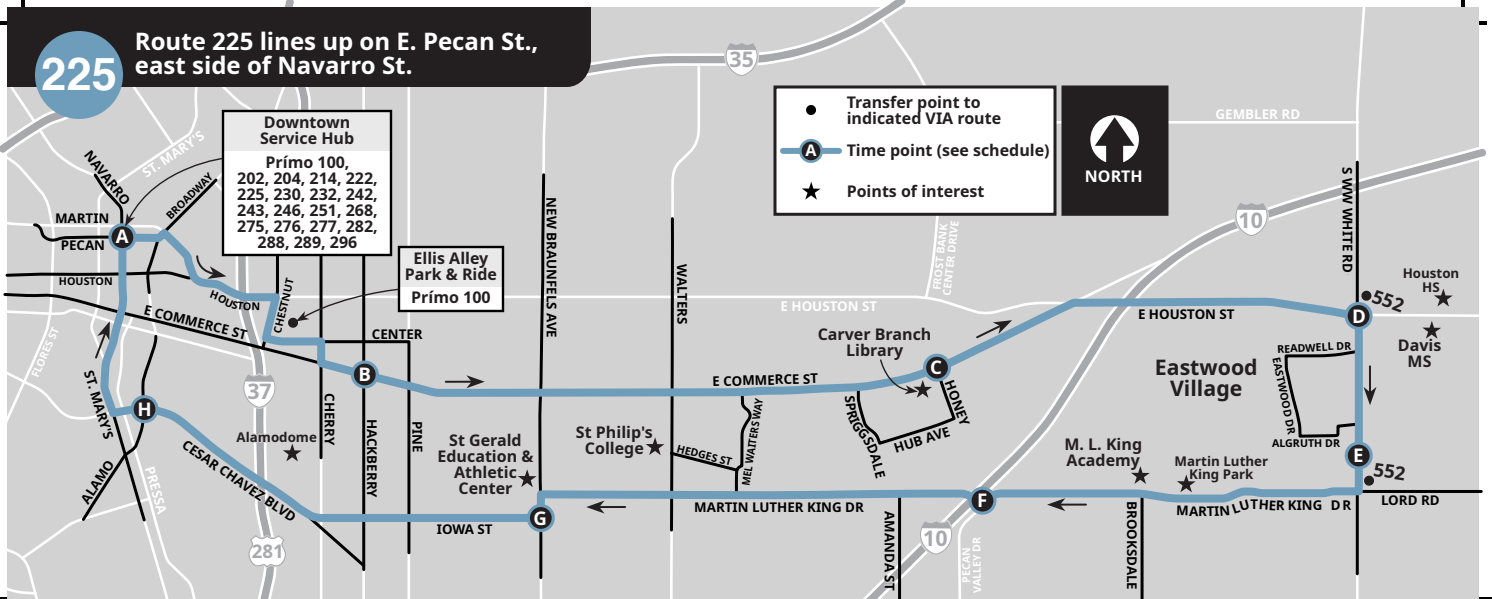 225
Route 225 lines up on E. Pecan St.,
east side of Navarro St.
35
Downtown
Service Hub
Prímo 100,
202, 204, 214, 222,
225, 230, 232, 242,
243, 246, 251, 268,
275, 276, 277, 282,
288, 289, 296
Transfer point to
indicated VIA route
A
Time point (see schedule)
Points of interest
NORTH
GEMBLER RD
ST. MARY'S
NAVARRO
BROADWAY
MARTIN
PECAN
A
HOUSTON
HOUSTON
CHESTNUT
Ellis Alley
Park & Ride
Prímo 100
E COMMERCE ST
CENTER
FLORES ST
ST. MARY'S
37
B
H
ALAMO
PRESSA
CESAR CHAVEZ BLVD
Alamodome
281
CHERRY
HACKBERRY
PINE
NEW BRAUNFELS AVE
WALTERS
St Gerald
Education &
Athletic
Center
G
IOWA ST
St Philip's
College
HEDGES ST
MEL WAITERS WAY
E COMMERCE ST
MARTIN LUTHER KING DR
E HOUSTON ST
FROST BANK
CENTER DRIVE
Carver Branch
Library
C
SPRIGGSDALE
HUB AVE
HONEY
10
E HOUSTON ST
S WW WHITE RD
552
D
Houston
HS
Davis
MS
READWELL DR
EASTWOOD DR
ALGRUTH DR
Eastwood
Village
E
552
LORD RD
M. L. King
Academy
Martin Luther
King Park
MARTIN LUTHER KING DR
F
BROOKSDALE
AMANDA ST
10
PECAN
VALLEY DR